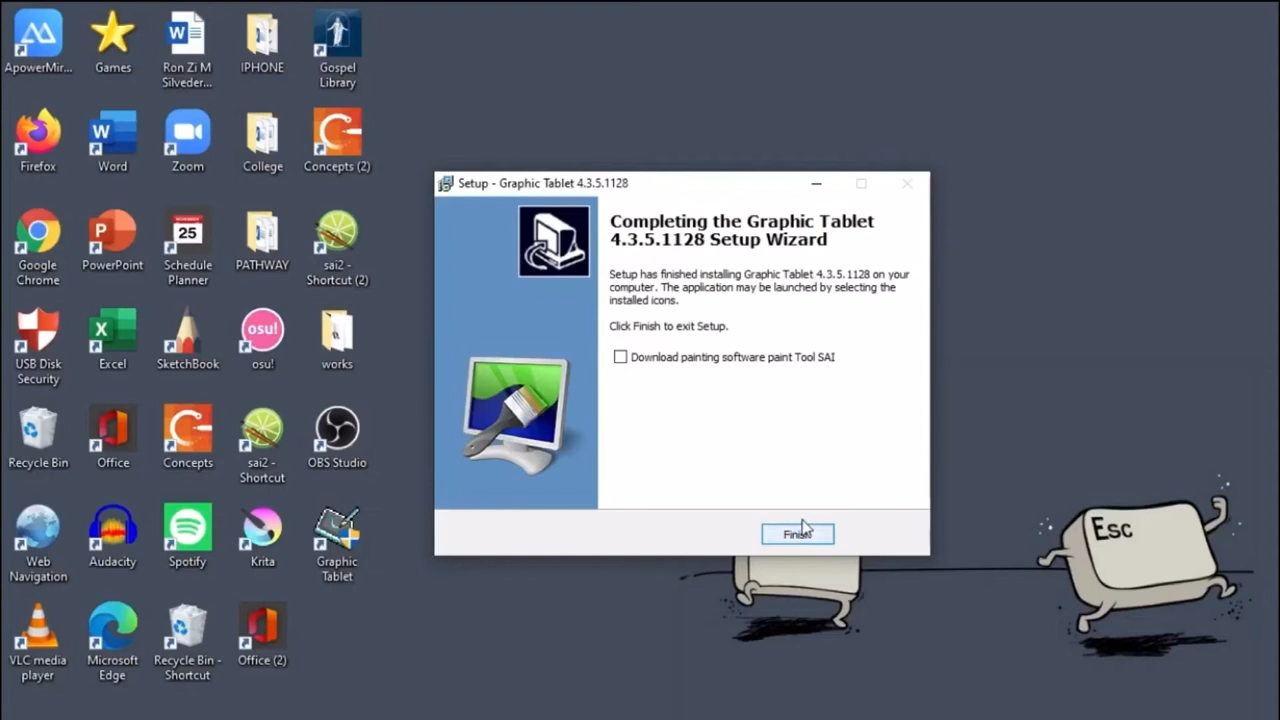 ApowerMir...
Games
Ron Zi M
Silveder...
IPHONE
Gospel
Library
Firefox
Word
Zoom
College
Concepts (2)
Google
Chrome
PowerPoint
NOVEMBER
25
Schedule
Planner
PATHWAY
sai2 -
Shortcut (2)
USB Disk
Security
Excel
SketchBook
osu!
osu!
works
Recycle Bin
Office
Concepts
sai2 -
Shortcut
OBS Studio
Web
Navigation
Audacity
Spotify
Krita
Graphic
Tablet
VLC media
player
Microsoft
Edge
Recycle Bin -
Shortcut
Office (2)
Setup - Graphic Tablet 4.3.5.1128
Completing the Graphic Tablet
4.3.5.1128 Setup Wizard
Setup has finished installing Graphic Tablet 4.3.5.1128 on your
computer. The application may be launched by selecting the
installed icons.
Click Finish to exit Setup.
Download painting software paint Tool SAI
Finish
Esc